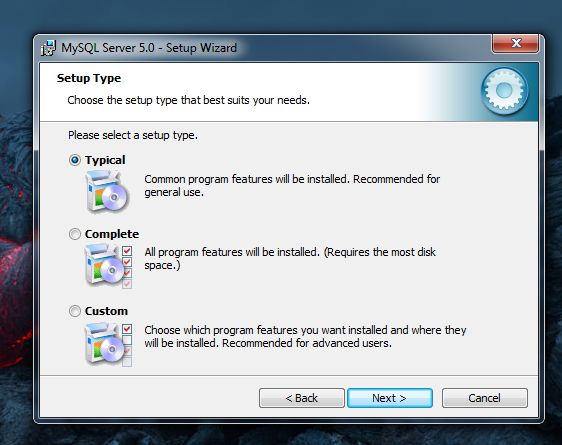 MySQL Server 5.0 - Setup Wizard
Setup Type
Choose the setup type that best suits your needs.
Please select a setup type.
Typical
Common program features will be installed. Recommended for
general use.
Complete
All program features will be installed. (Requires the most disk
space.)
Custom
Choose which program features you want installed and where they
will be installed. Recommended for advanced users.
< Back
Next >
Cancel